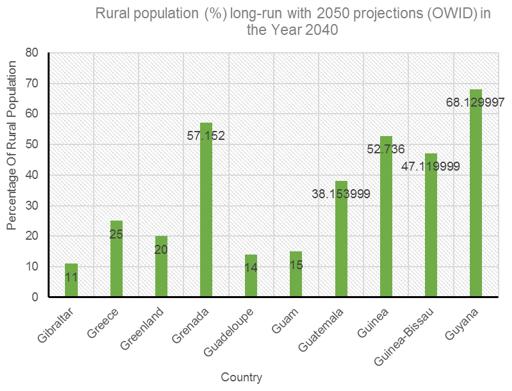 Rural population (%) long-run with 2050 projections (OWID) in
the Year 2040
Percentage Of Rural Population
80
70
60
50
40
30
20
10
0
11
25
20
57.152
14
15
38.153999
52.736
47.119999
68.129997
Gibraltar
Greece
Greenland
Grenada
Guadeloupe
Guam
Guatemala
Guinea
Guinea-Bissau
Guyana
Country